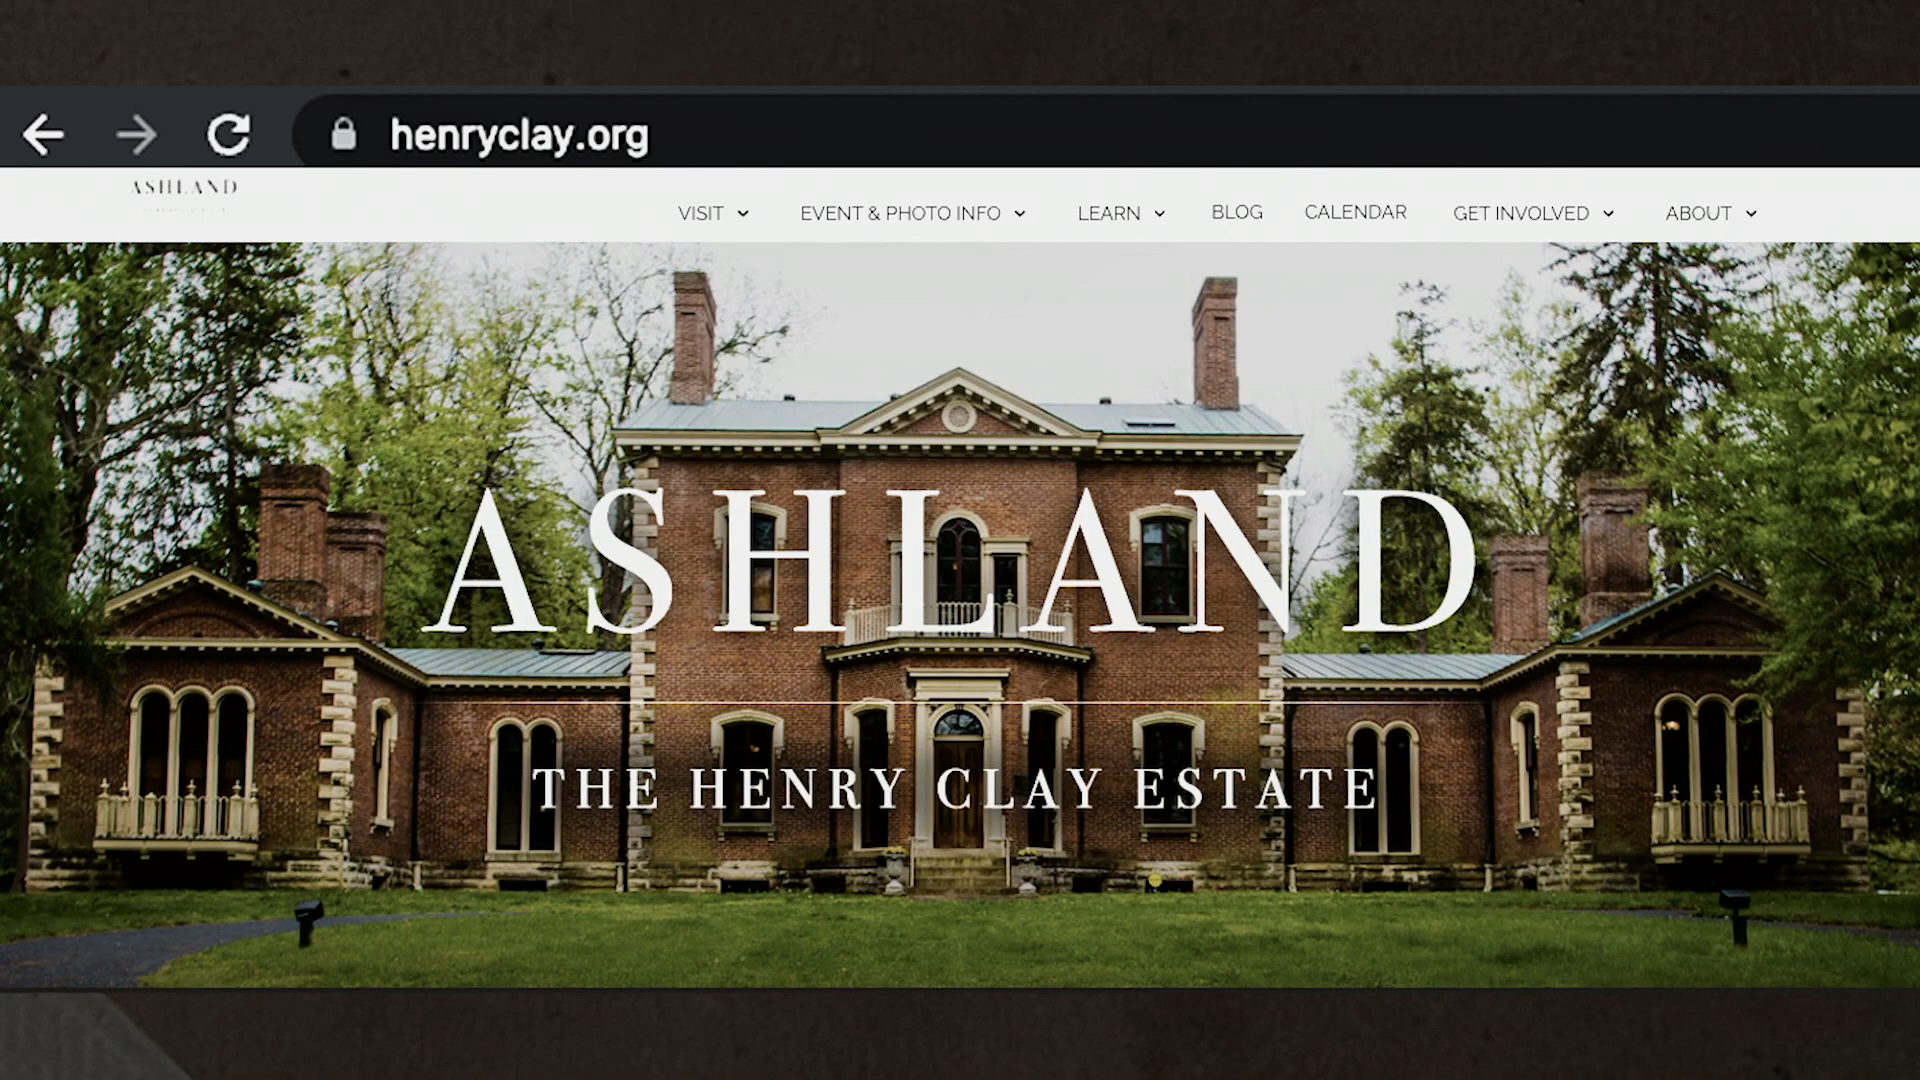 henryclay.org
ASHLAND
VISIT EVENT & PHOTO INFO LEARN BLOG CALENDAR GET INVOLVED ABOUT
ASHLAND
THE HENRY CLAY ESTATE